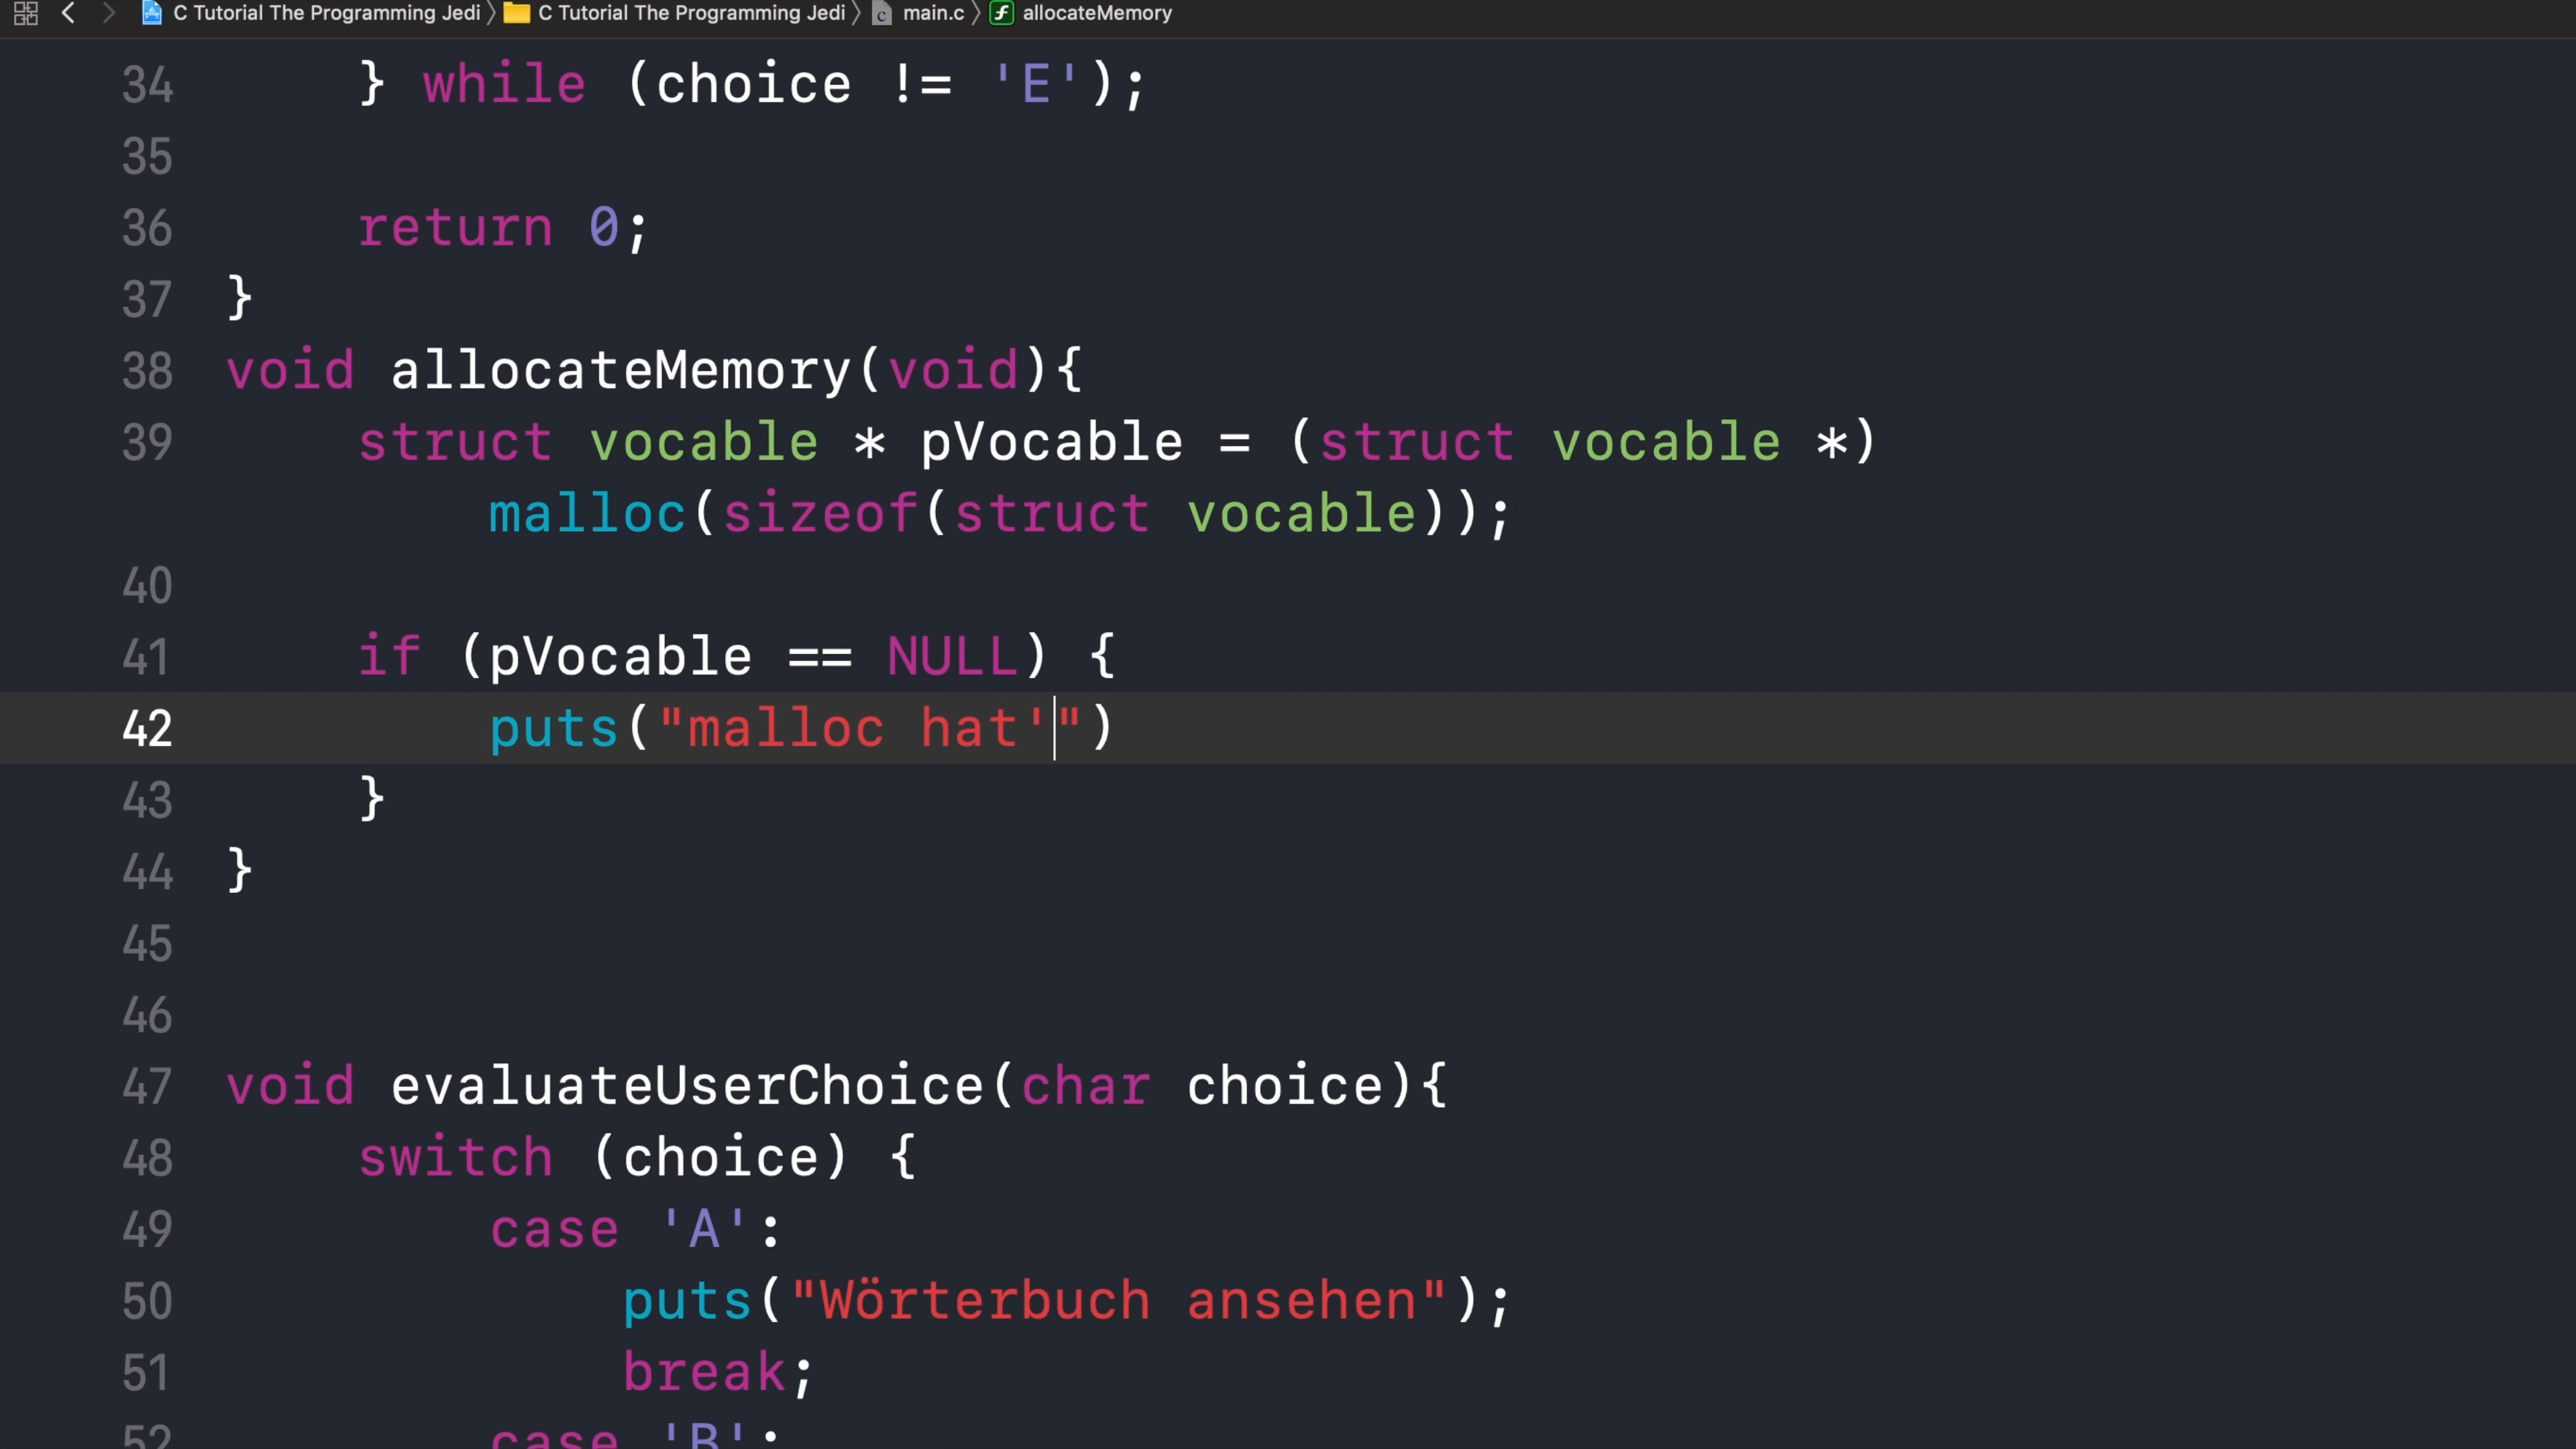 C Tutorial The Programming Jedi C Tutorial The Programming Jedi main.c allocateMemory
34 } while (choice != 'E');
35
36 return 0;
37 }
38 void allocateMemory(void){
39 struct vocable * pVocable = (struct vocable *)
malloc(sizeof(struct vocable));
40
41 if (pVocable == NULL) {
42 puts("malloc hat'")
43 }
44 }
45
46
47 void evaluateUserChoice(char choice){
48 switch (choice) {
49 case 'A':
50 puts("Wörterbuch ansehen");
51 break;
52 case 'B':